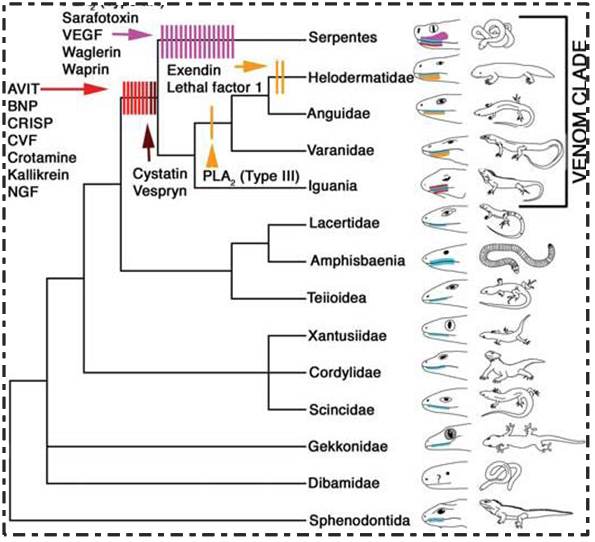 Sarafotoxin
VEGF
Waglerin
Waprin
AVIT
BNP
CRISP
CVF
Crotamine
Kallikrein
NGF
Exendin
Lethal factor 1
Cystatin
Vespryn
PLA₂ (Type III)
Serpentes
Helodermatidae
Anguidae
Varanidae
Iguania
Lacertidae
Amphisbaenia
Teiioidea
Xantusiidae
Cordylidae
Scincidae
Gekkonidae
Dibamidae
?
Sphenodontida
VENOM CLADE